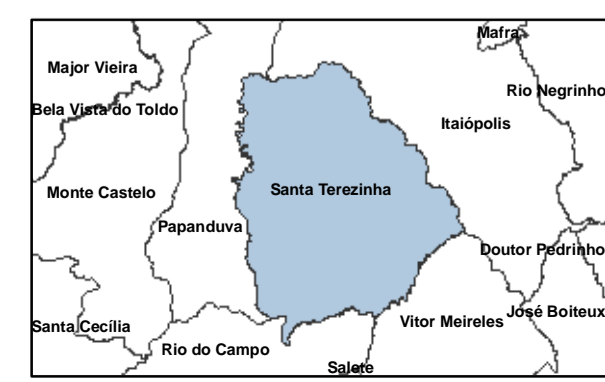 Mafra
Major Vieira
Rio Negrinho
Bela Vista do Toldo
Itaiópolis
Santa Terezinha
Monte Castelo
Papanduva
Doutor Pedrinho
José Boiteux
Vitor Meireles
Santa Cecília
Rio do Campo
Salete